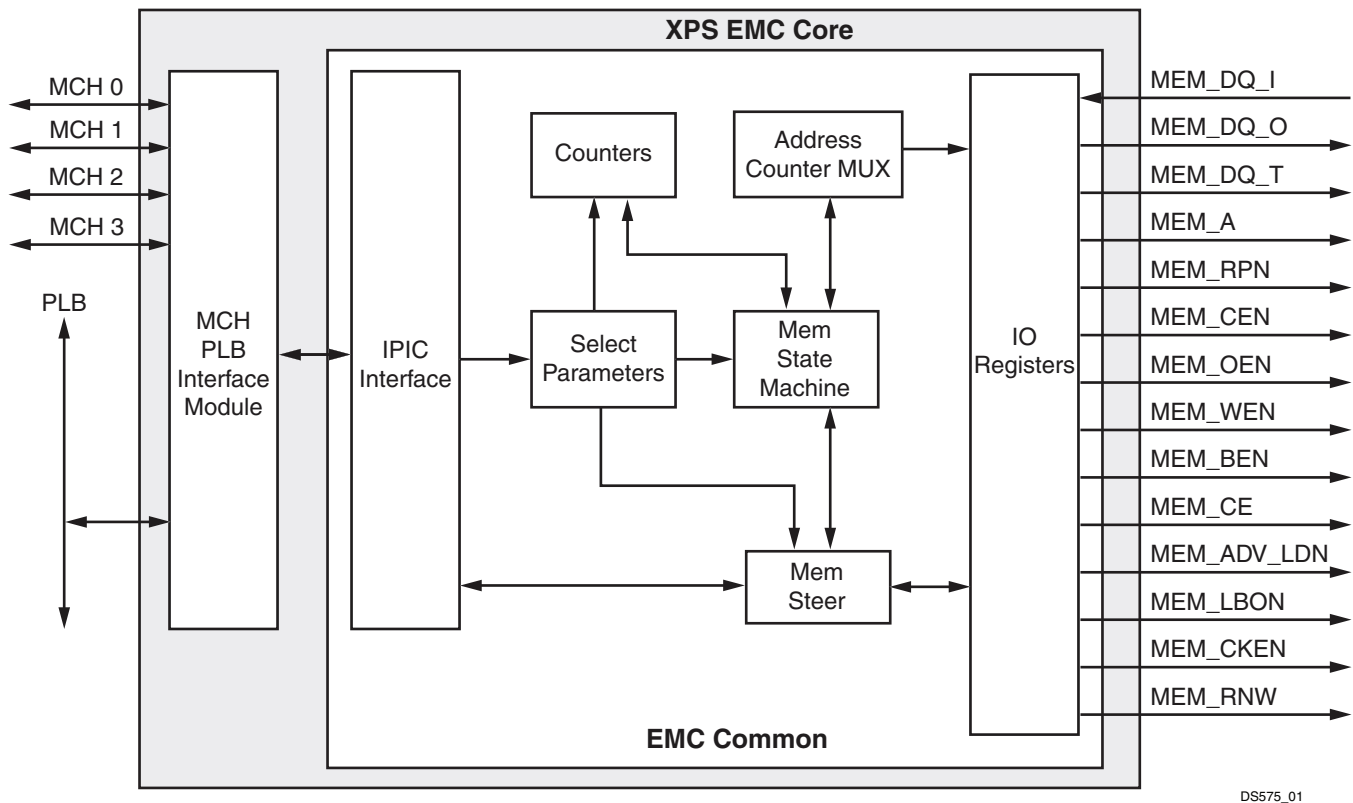 XPS EMC Core
MCH 0
MCH 1
MCH 2
MCH 3
PLB
MCH
PLB
Interface
Module
IPIC
Interface
Counters
Address
Counter MUX
Select
Parameters
Mem
State
Machine
Mem
Steer
IO
Registers
MEM_DQ_I
MEM_DQ_O
MEM_DQ_T
MEM_A
MEM_RPN
MEM_CEN
MEM_OEN
MEM_WEN
MEM_BEN
MEM_CE
MEM_ADV_LDN
MEM_LBON
MEM_CKEN
MEM_RNW
EMC Common
DS575_01